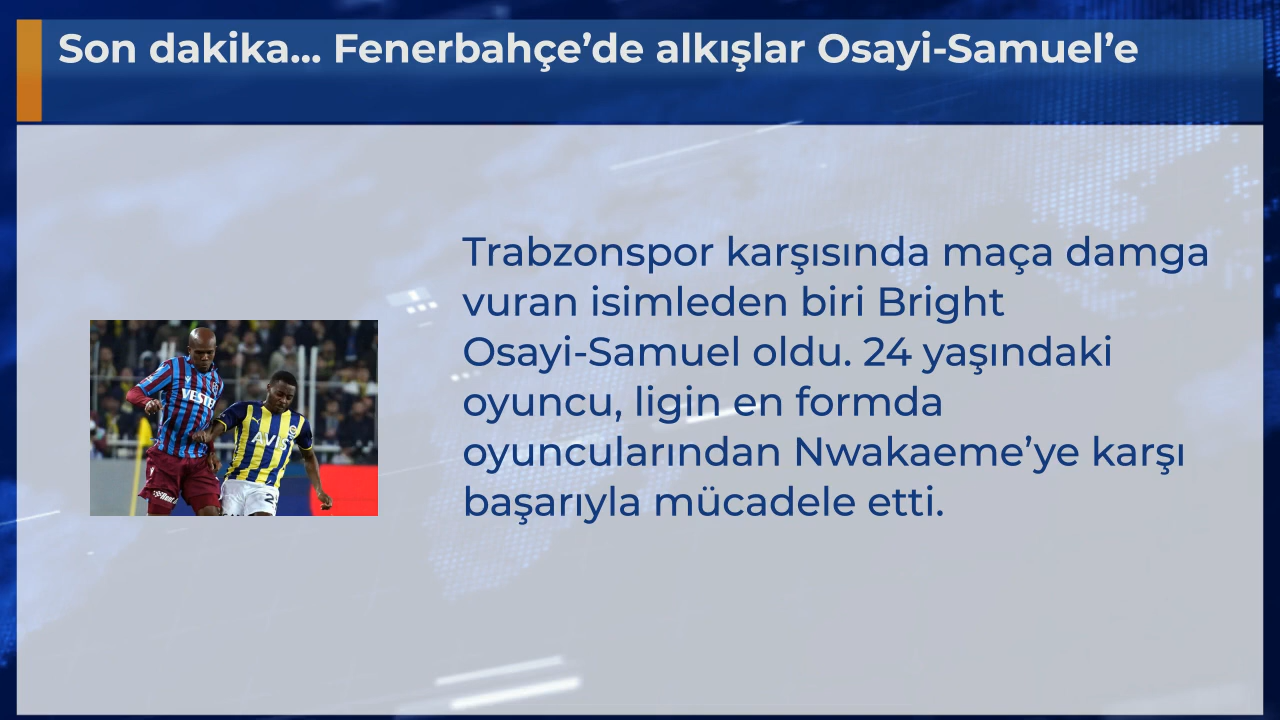 Son dakika... Fenerbahçe’de alkışlar Osayi-Samuel’e
Trabzonspor karşısında maça damga
vuran isimleden biri Bright
Osayi-Samuel oldu. 24 yaşındaki
oyuncu, ligin en formda
oyuncularından Nwakaeme’ye karşı
başarıyla mücadele etti.
AVIS